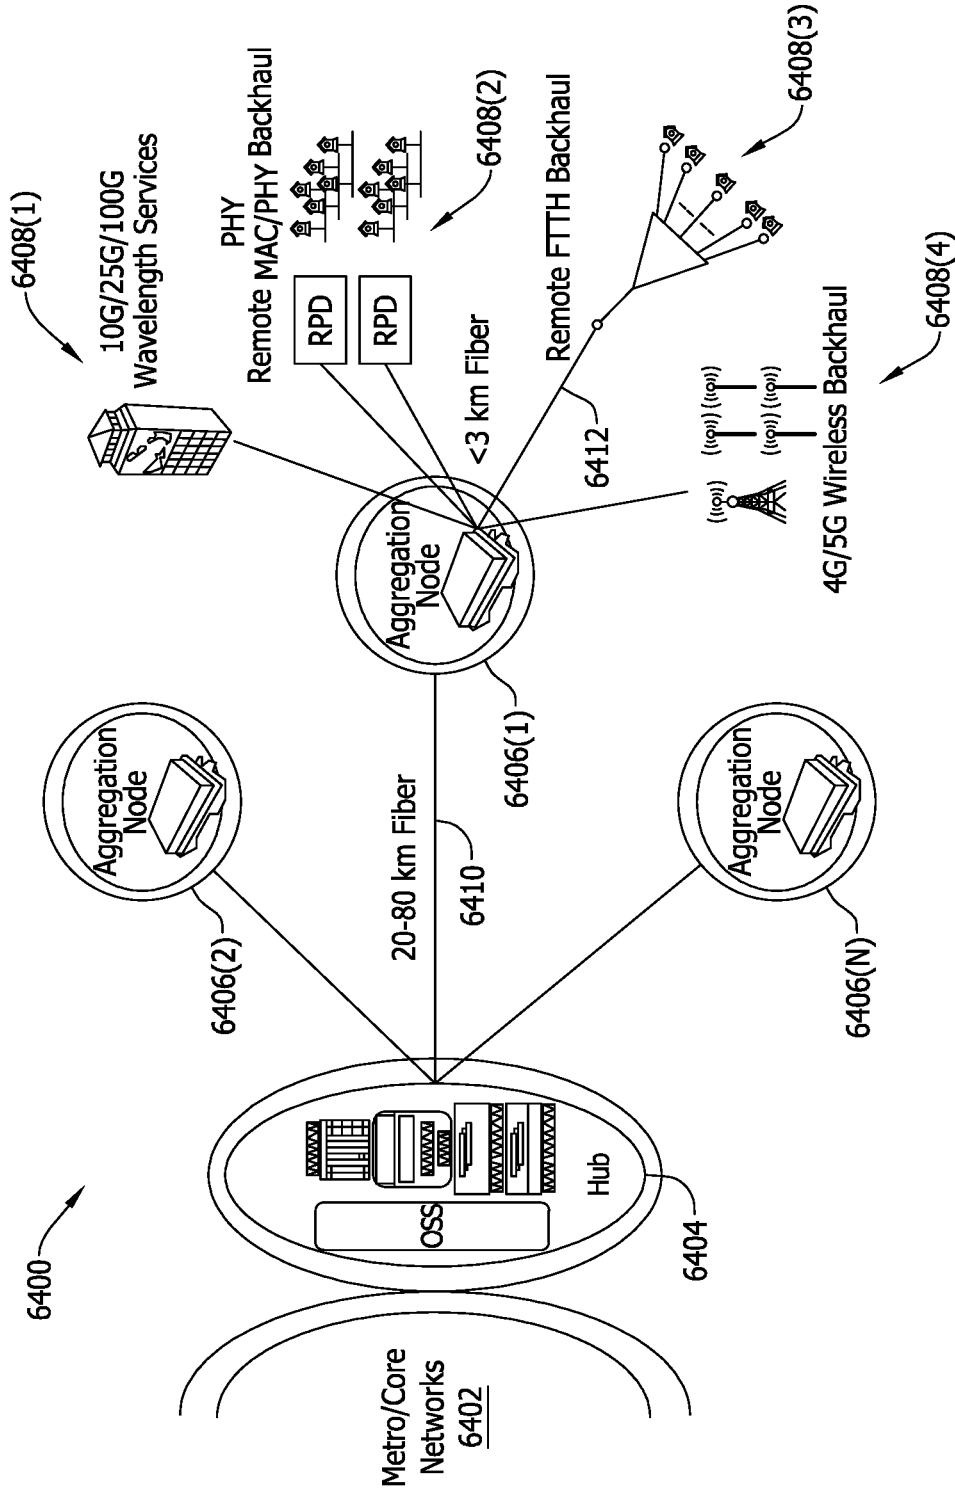 6400
Metro/Core
Networks
6402
OSS
Hub
6404
20-80 km Fiber
6410
Aggregation
Node
6406(2)
Aggregation
Node
6406(1)
Aggregation
Node
6406(N)
6408(1)
10G/25G/100G
Wavelength Services
PHY
Remote MAC/PHY Backhaul
RPD
RPD
6408(2)
<3 km Fiber
Remote FTTH Backhaul
6412
6408(3)
4G/5G Wireless Backhaul
6408(4)